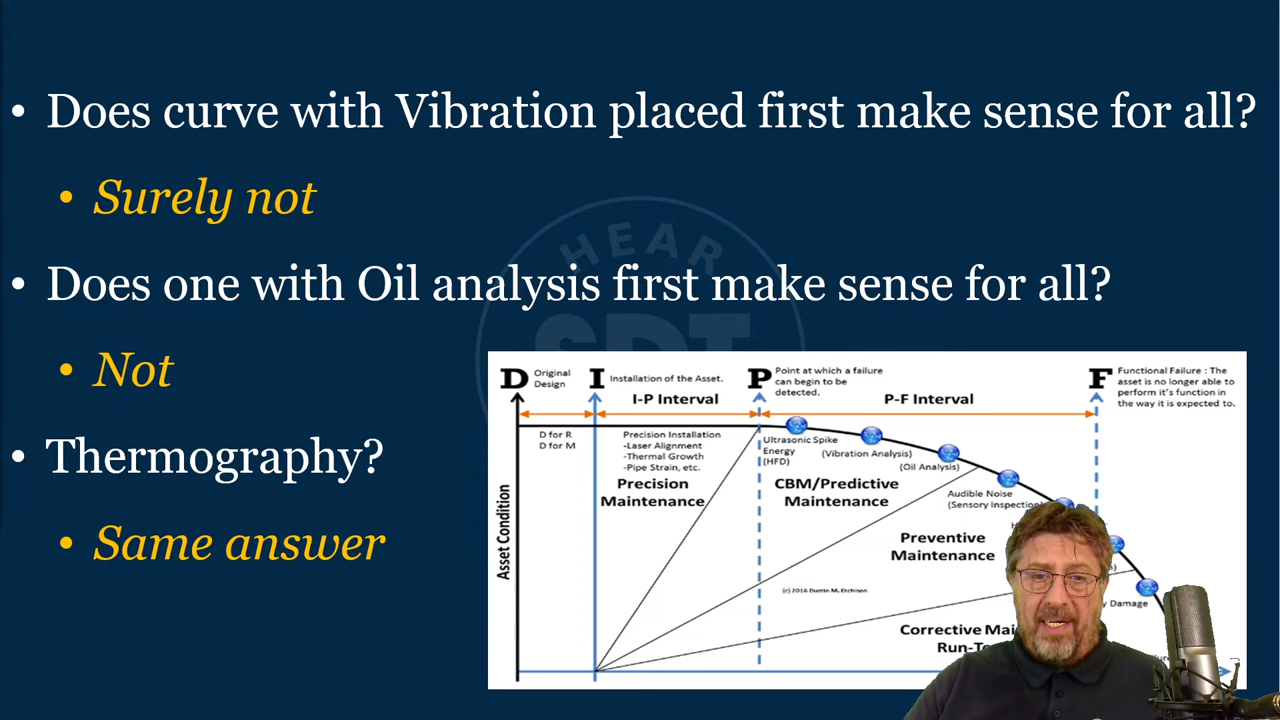 • Does curve with Vibration placed first make sense for all?
• Surely not
• Does one with Oil analysis first make sense for all?
• Not
• Thermography?
• Same answer
HEAR
SDT
D Original Design
I Installation of the Asset.
P Point at which a failure can begin to be detected.
F Functional Failure : The asset is no longer able to perform it's function in the way it is expected to.
I-P Interval
P-F Interval
D for R
D for M
Precision Installation
-Laser Alignment
-Thermal Growth
-Pipe Strain, etc.
Precision
Maintenance
Ultrasonic Spike
Energy
(HFD)
(Vibration Analysis)
(Oil Analysis)
CBM/Predictive
Maintenance
Audible Noise
(Sensory Inspection)
Preventive
Maintenance
Asset Condition
(c) 2016 Dustin M. Etchison
Damage
Corrective